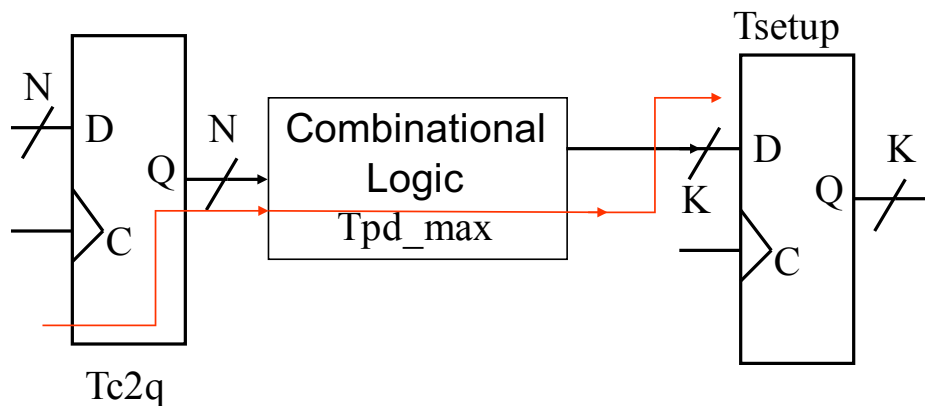 Tsetup
N
D
N
Q
C
Combinational
Logic
Tpd_max
K
D
K
Q
C
Tc2q